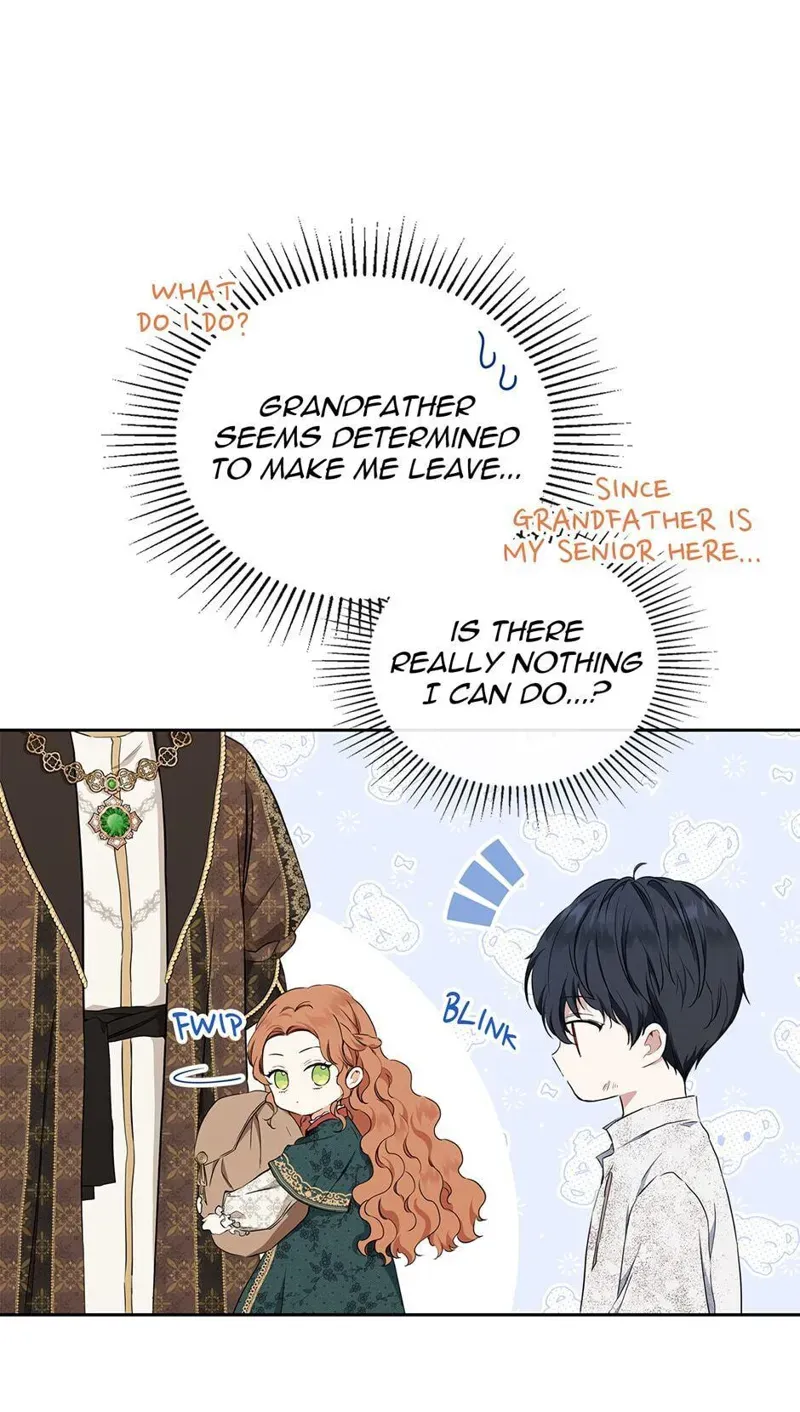 WHAT
DO I DO?
GRANDFATHER
SEEMS DETERMINED
TO MAKE ME LEAVE...
SINCE
GRANDFATHER IS
MY SENIOR HERE...
IS THERE
REALLY NOTHING
I CAN DO...?
FWIP
BLINK